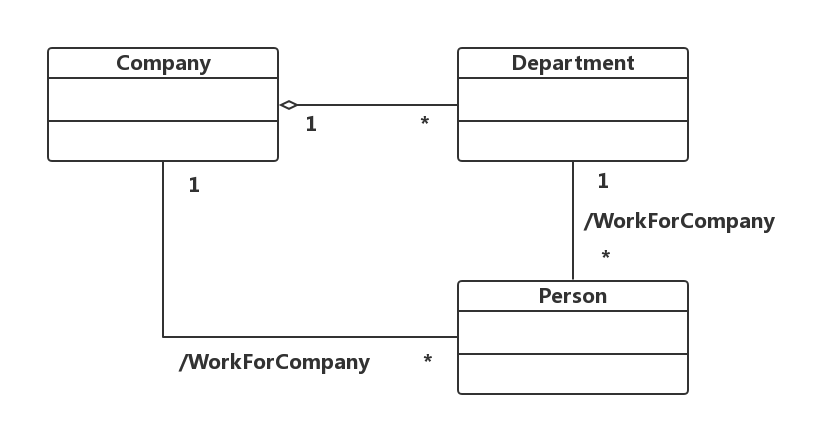 Company
Department
1
*
1
1
/WorkForCompany
*
Person
/WorkForCompany
*